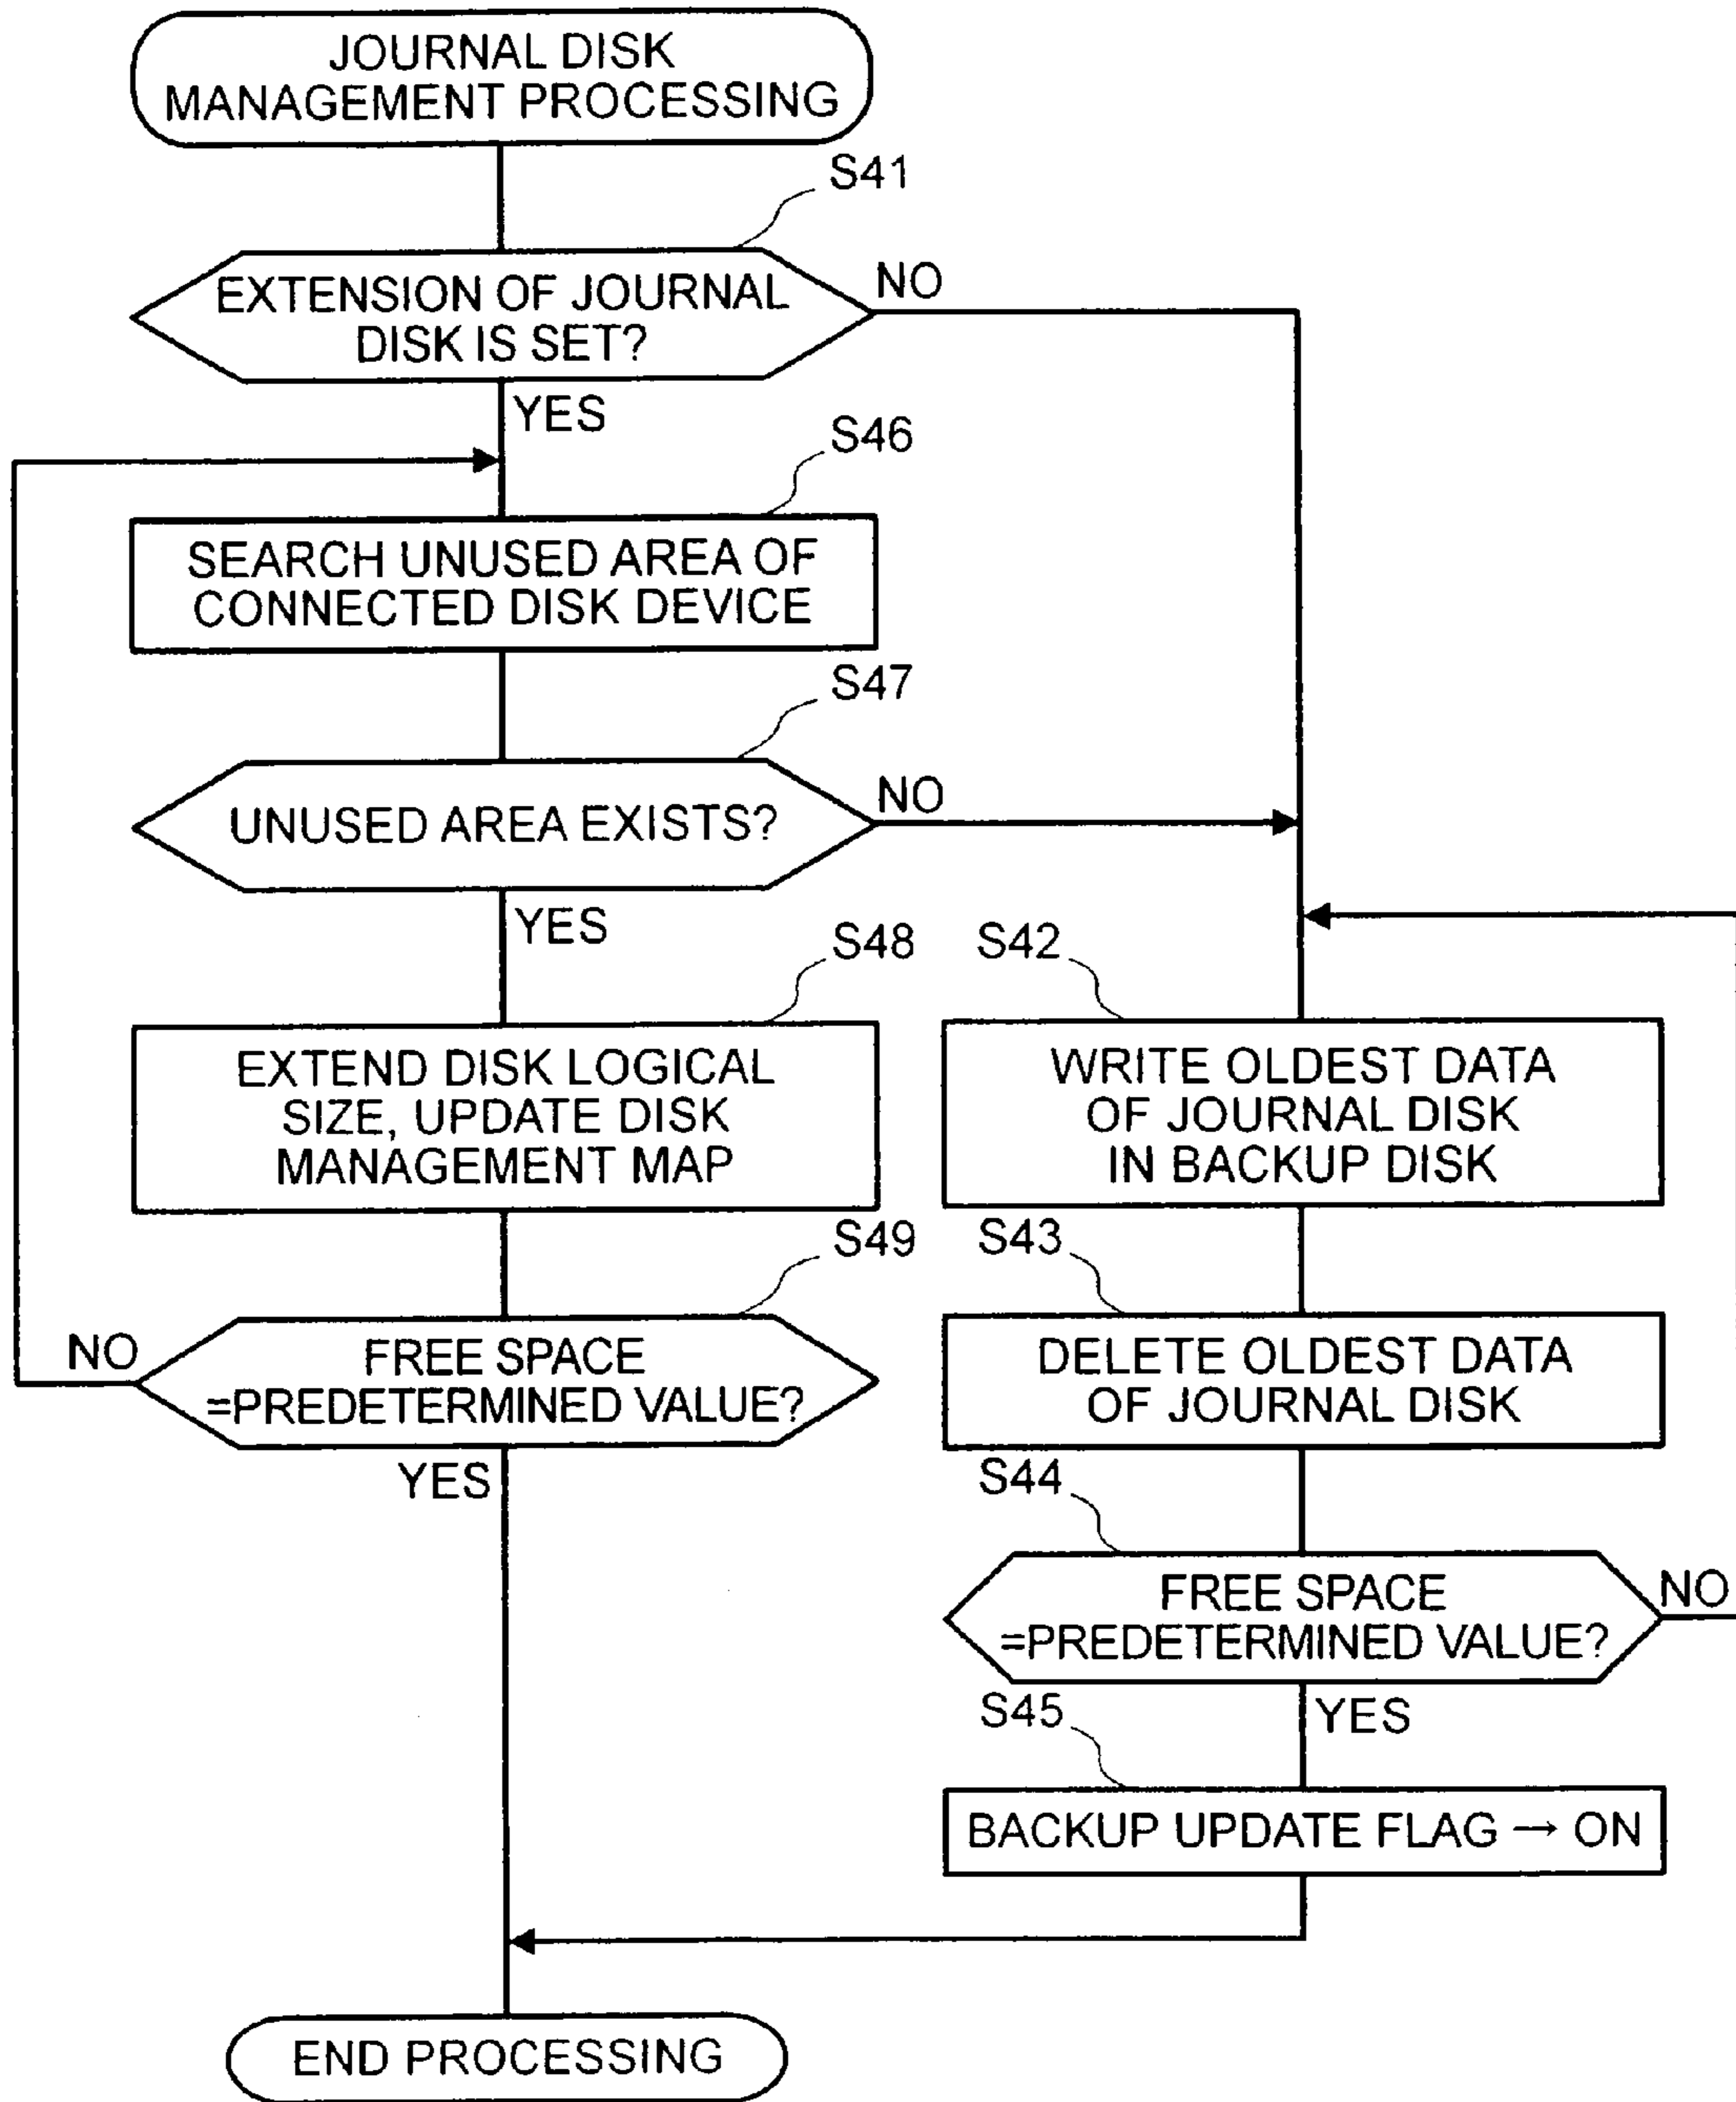 JOURNAL DISK
MANAGEMENT PROCESSING
S41
EXTENSION OF JOURNAL
DISK IS SET?
NO
YES
S46
SEARCH UNUSED AREA OF
CONNECTED DISK DEVICE
S47
UNUSED AREA EXISTS?
NO
YES
S48
EXTEND DISK LOGICAL
SIZE, UPDATE DISK
MANAGEMENT MAP
S49
FREE SPACE
=PREDETERMINED VALUE?
NO
YES
S42
WRITE OLDEST DATA
OF JOURNAL DISK
IN BACKUP DISK
S43
DELETE OLDEST DATA
OF JOURNAL DISK
S44
FREE SPACE
=PREDETERMINED VALUE?
NO
YES
S45
BACKUP UPDATE FLAG → ON
END PROCESSING